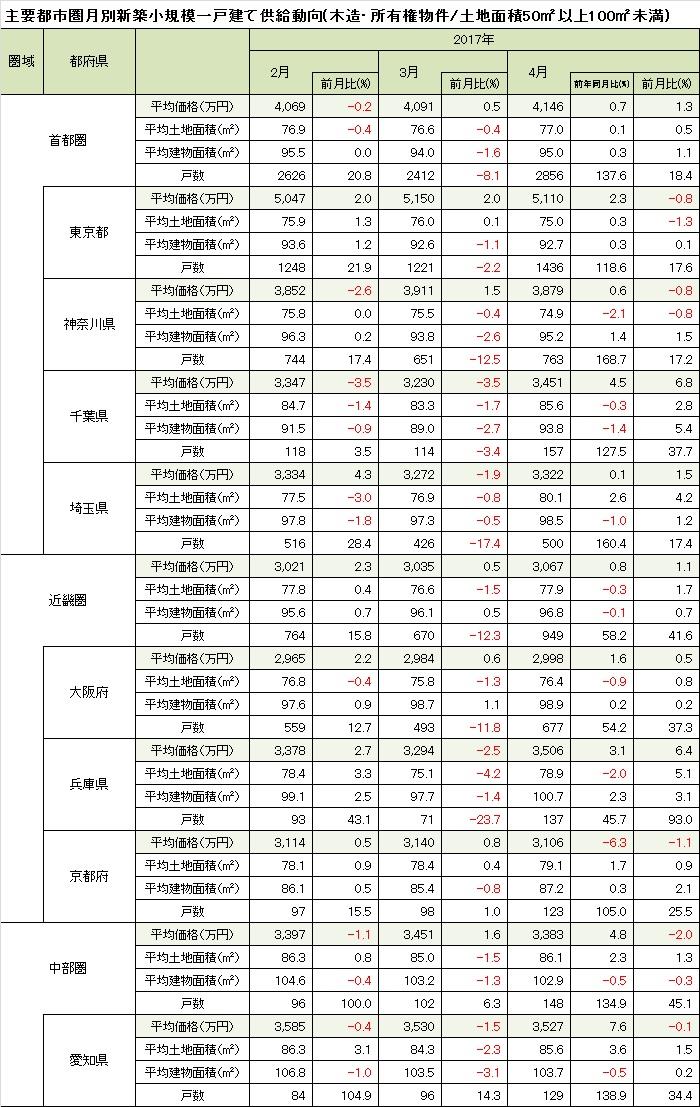 主要都市圏月別新築小規模一戸建て供給動向(木造・所有権物件/土地面積50㎡以上100㎡未満)
圏域 都府県 2017年
2月 前月比(%) 3月 前月比(%) 4月 前年同月比(%) 前月比(%)
首都圏
平均価格(万円) 4,069 -0.2 4,091 0.5 4,146 0.7 1.3
平均土地面積(㎡) 76.9 -0.4 76.6 -0.4 77.0 0.1 0.5
平均建物面積(㎡) 95.5 0.0 94.0 -1.6 95.0 0.3 1.1
戸数 2626 20.8 2412 -8.1 2856 137.6 18.4
東京都
平均価格(万円) 5,047 2.0 5,150 2.0 5,110 2.3 -0.8
平均土地面積(㎡) 75.9 1.3 76.0 0.1 75.0 0.3 -1.3
平均建物面積(㎡) 93.6 1.2 92.6 -1.1 92.7 0.3 0.1
戸数 1248 21.9 1221 -2.2 1436 118.6 17.6
神奈川県
平均価格(万円) 3,852 -2.6 3,911 1.5 3,879 0.6 -0.8
平均土地面積(㎡) 75.8 0.0 75.5 -0.4 74.9 -2.1 -0.8
平均建物面積(㎡) 96.3 0.2 93.8 -2.6 95.2 1.4 1.5
戸数 744 17.4 651 -12.5 763 168.7 17.2
千葉県
平均価格(万円) 3,347 -3.5 3,230 -3.5 3,451 4.5 6.8
平均土地面積(㎡) 84.7 -1.4 83.3 -1.7 85.6 -0.3 2.8
平均建物面積(㎡) 91.5 -0.9 89.0 -2.7 93.8 -1.4 5.4
戸数 118 3.5 114 -3.4 157 127.5 37.7
埼玉県
平均価格(万円) 3,334 4.3 3,272 -1.9 3,322 0.1 1.5
平均土地面積(㎡) 77.5 -3.0 76.9 -0.8 80.1 2.6 4.2
平均建物面積(㎡) 97.8 -1.8 97.3 -0.5 98.5 -1.0 1.2
戸数 516 28.4 426 -17.4 500 160.4 17.4
近畿圏
平均価格(万円) 3,021 2.3 3,035 0.5 3,067 0.8 1.1
平均土地面積(㎡) 77.8 0.4 76.6 -1.5 77.9 -0.3 1.7
平均建物面積(㎡) 95.6 0.7 96.1 0.5 96.8 -0.1 0.7
戸数 764 15.8 670 -12.3 949 58.2 41.6
大阪府
平均価格(万円) 2,965 2.2 2,984 0.6 2,998 1.6 0.5
平均土地面積(㎡) 76.8 -0.4 75.8 -1.3 76.4 -0.9 0.8
平均建物面積(㎡) 97.6 0.9 98.7 1.1 98.9 0.2 0.2
戸数 559 12.7 493 -11.8 677 54.2 37.3
兵庫県
平均価格(万円) 3,378 2.7 3,294 -2.5 3,506 3.1 6.4
平均土地面積(㎡) 78.4 3.3 75.1 -4.2 78.9 -2.0 5.1
平均建物面積(㎡) 99.1 2.5 97.7 -1.4 100.7 2.3 3.1
戸数 93 43.1 71 -23.7 137 45.7 93.0
京都府
平均価格(万円) 3,114 0.5 3,140 0.8 3,106 -6.3 -1.1
平均土地面積(㎡) 78.1 0.9 78.4 0.4 79.1 1.7 0.9
平均建物面積(㎡) 86.1 0.5 85.4 -0.8 87.2 0.3 2.1
戸数 97 15.5 98 1.0 123 105.0 25.5
中部圏
平均価格(万円) 3,397 -1.1 3,451 1.6 3,383 4.8 -2.0
平均土地面積(㎡) 86.3 0.8 85.0 -1.5 86.1 2.3 1.3
平均建物面積(㎡) 104.6 -0.4 103.2 -1.3 102.9 -0.5 -0.3
戸数 96 100.0 102 6.3 148 134.9 45.1
愛知県
平均価格(万円) 3,585 -0.4 3,530 -1.5 3,527 7.6 -0.1
平均土地面積(㎡) 86.3 3.1 84.3 -2.3 85.6 3.6 1.5
平均建物面積(㎡) 106.8 -1.0 103.5 -3.1 103.7 -0.5 0.2
戸数 84 104.9 96 14.3 129 138.9 34.4